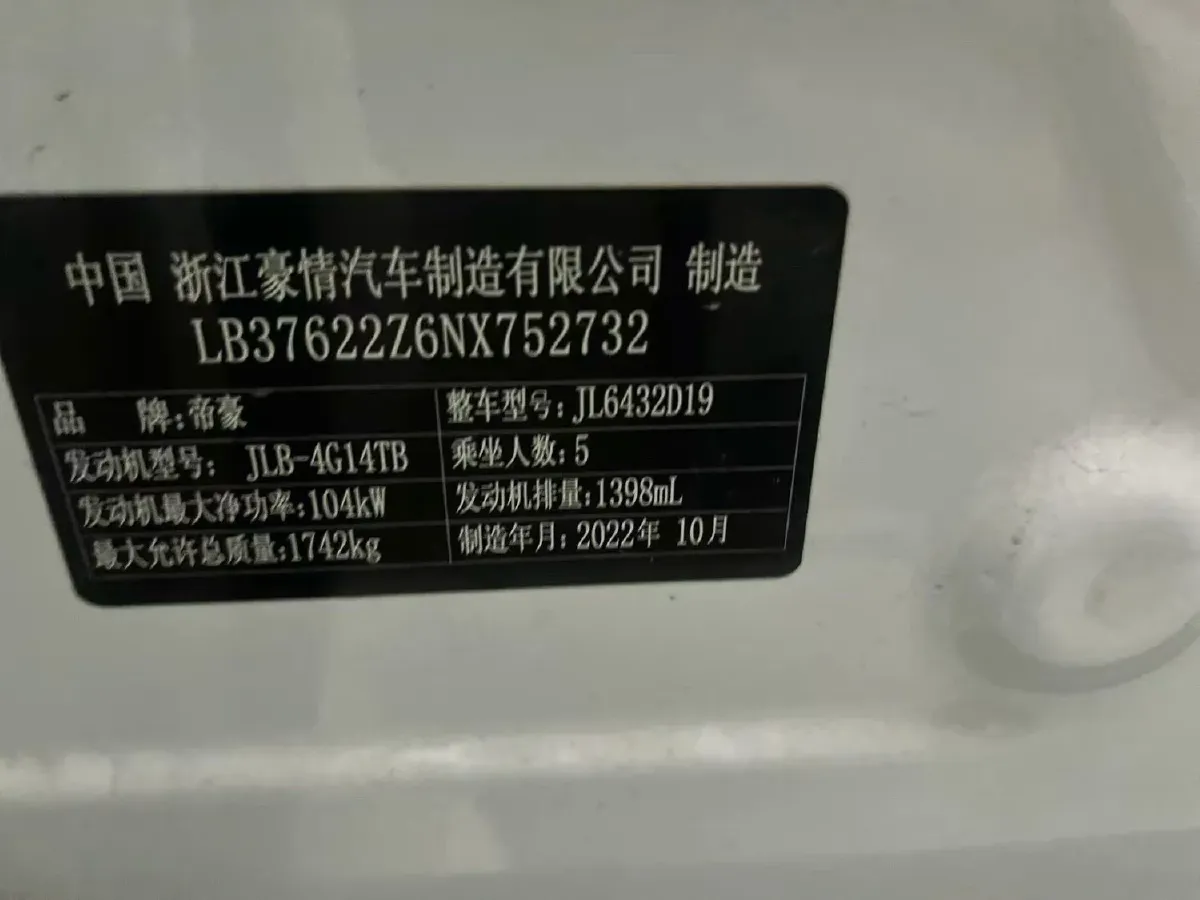 中国 浙江豪情汽车制造有限公司 制造
LB37622Z6NX752732
品 牌:帝豪 整车型号:JL6432D19
发动机型号: JLB-4G14TB 乘坐人数:5
发动机最大净功率:104kW 发动机排量:1398mL
最大允许总质量:1742kg 制造年月:2022年 10月